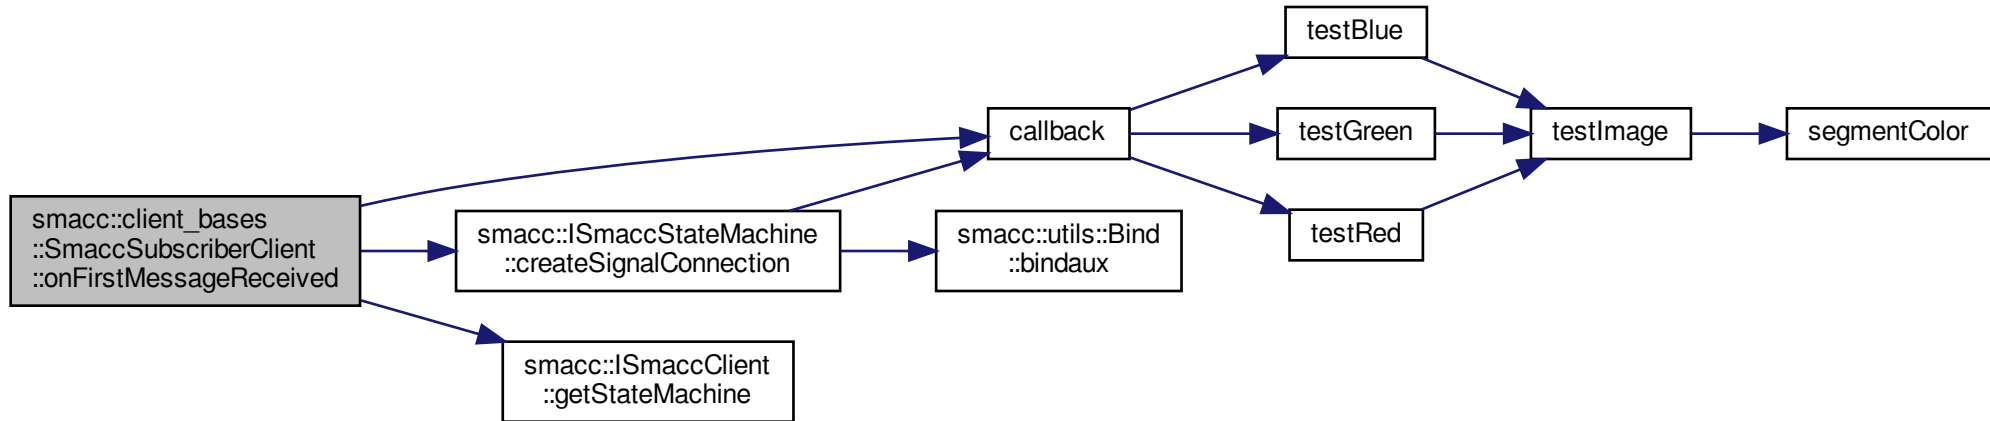 smacc::client_bases
::SmaccSubscriberClient
::onFirstMessageReceived
smacc::ISmaccStateMachine
::createSignalConnection
smacc::ISmaccClient
::getStateMachine
callback
smacc::utils::Bind
::bindaux
testBlue
testGreen
testRed
testImage
segmentColor